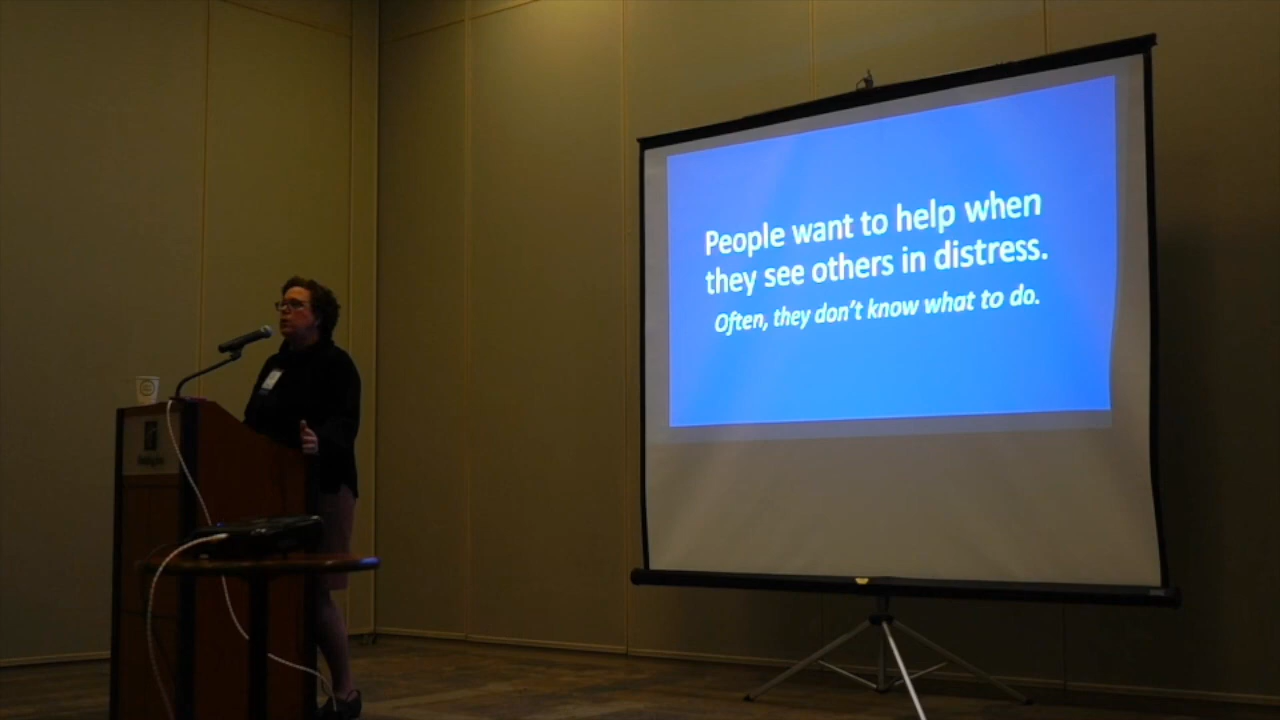 People want to help when
they see others in distress.
Often, they don't know what to do.